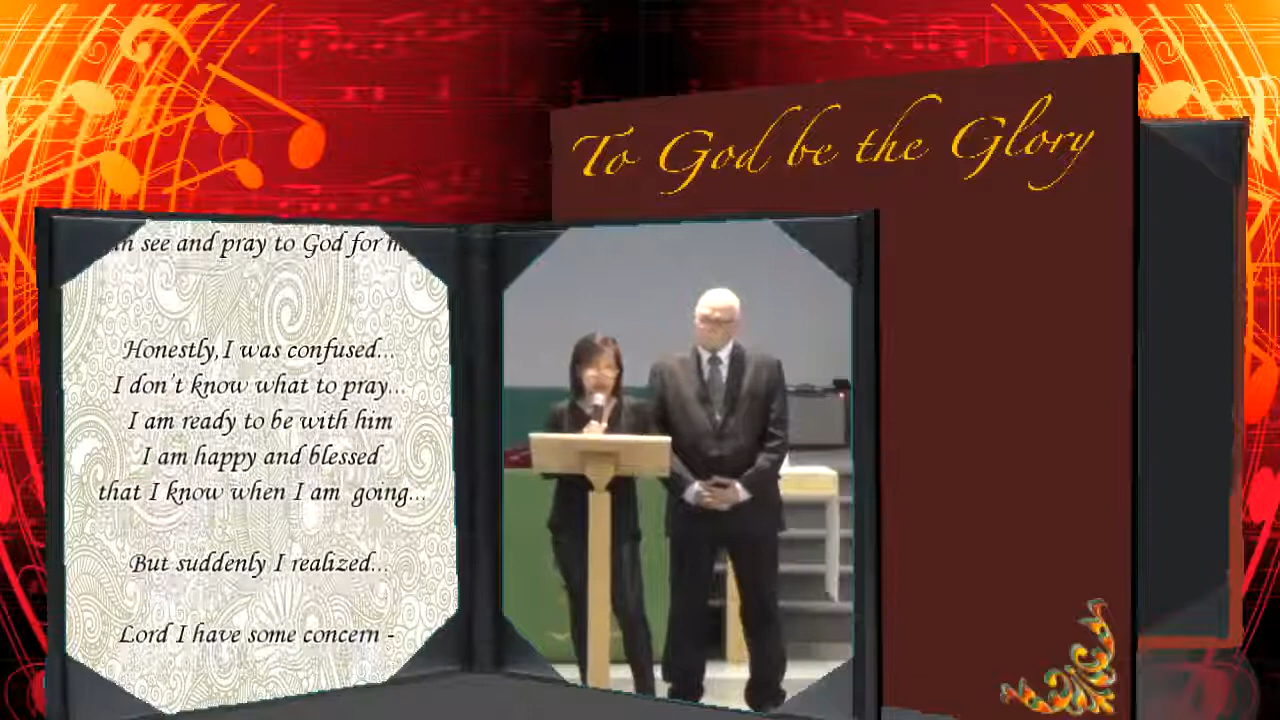 To God be the Glory
see and pray to God for
Honestly, I was confused...
I don't know what to pray...
I am ready to be with him
I am happy and blessed
that I know when I am going...
But suddenly I realized...
Lord I have some concern -